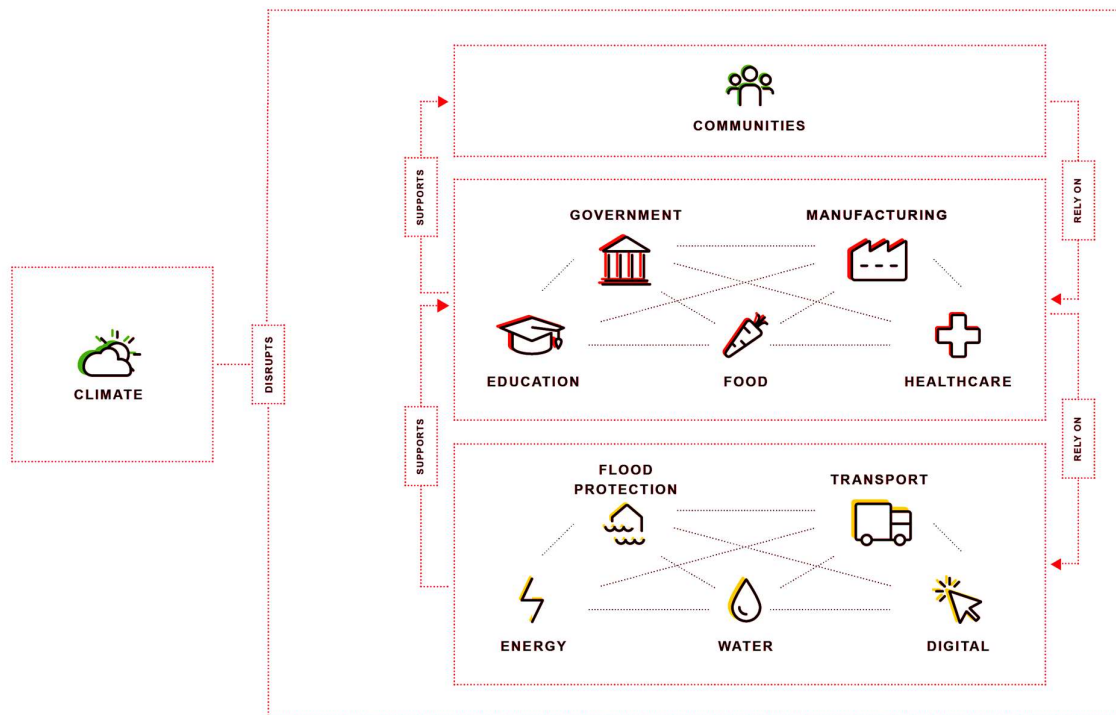 COMMUNITIES
SUPPORTS
RELY ON
GOVERNMENT
MANUFACTURING
EDUCATION
FOOD
HEALTHCARE
CLIMATE
DISRUPTS
SUPPORTS
RELY ON
FLOOD
PROTECTION
TRANSPORT
ENERGY
WATER
DIGITAL